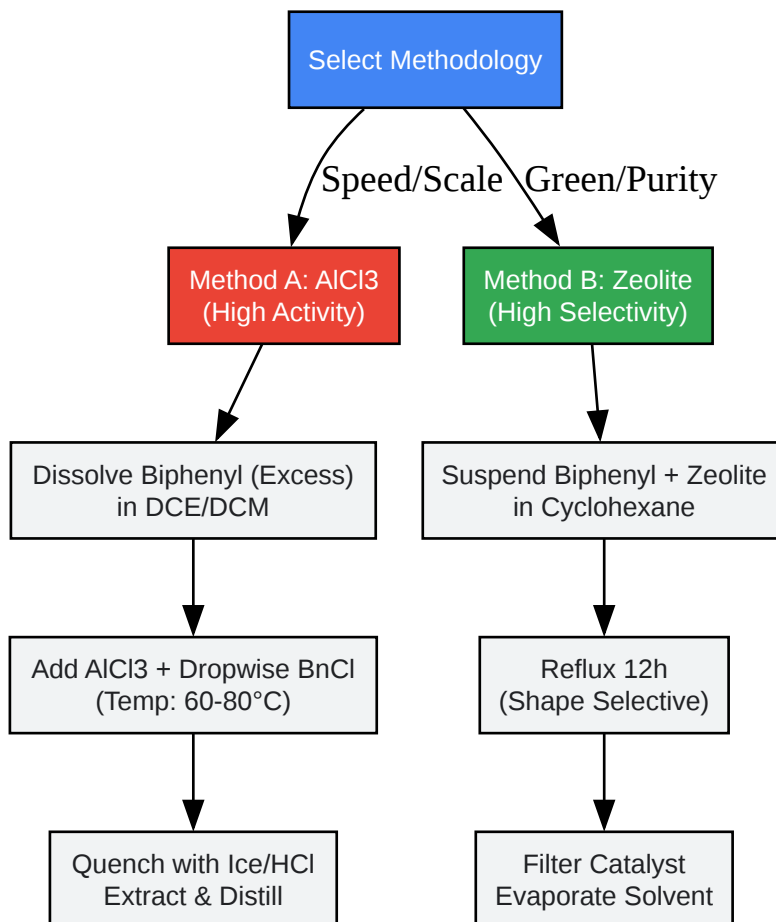 Select Methodology
Speed/Scale
Green/Purity
Method A: AlCl3
(High Activity)
Method B: Zeolite
(High Selectivity)
Dissolve Biphenyl (Excess)
in DCE/DCM
Suspend Biphenyl + Zeolite
in Cyclohexane
Add AlCl3 + Dropwise BnCl
(Temp: 60-80°C)
Reflux 12h
(Shape Selective)
Quench with Ice/HCl
Extract & Distill
Filter Catalyst
Evaporate Solvent